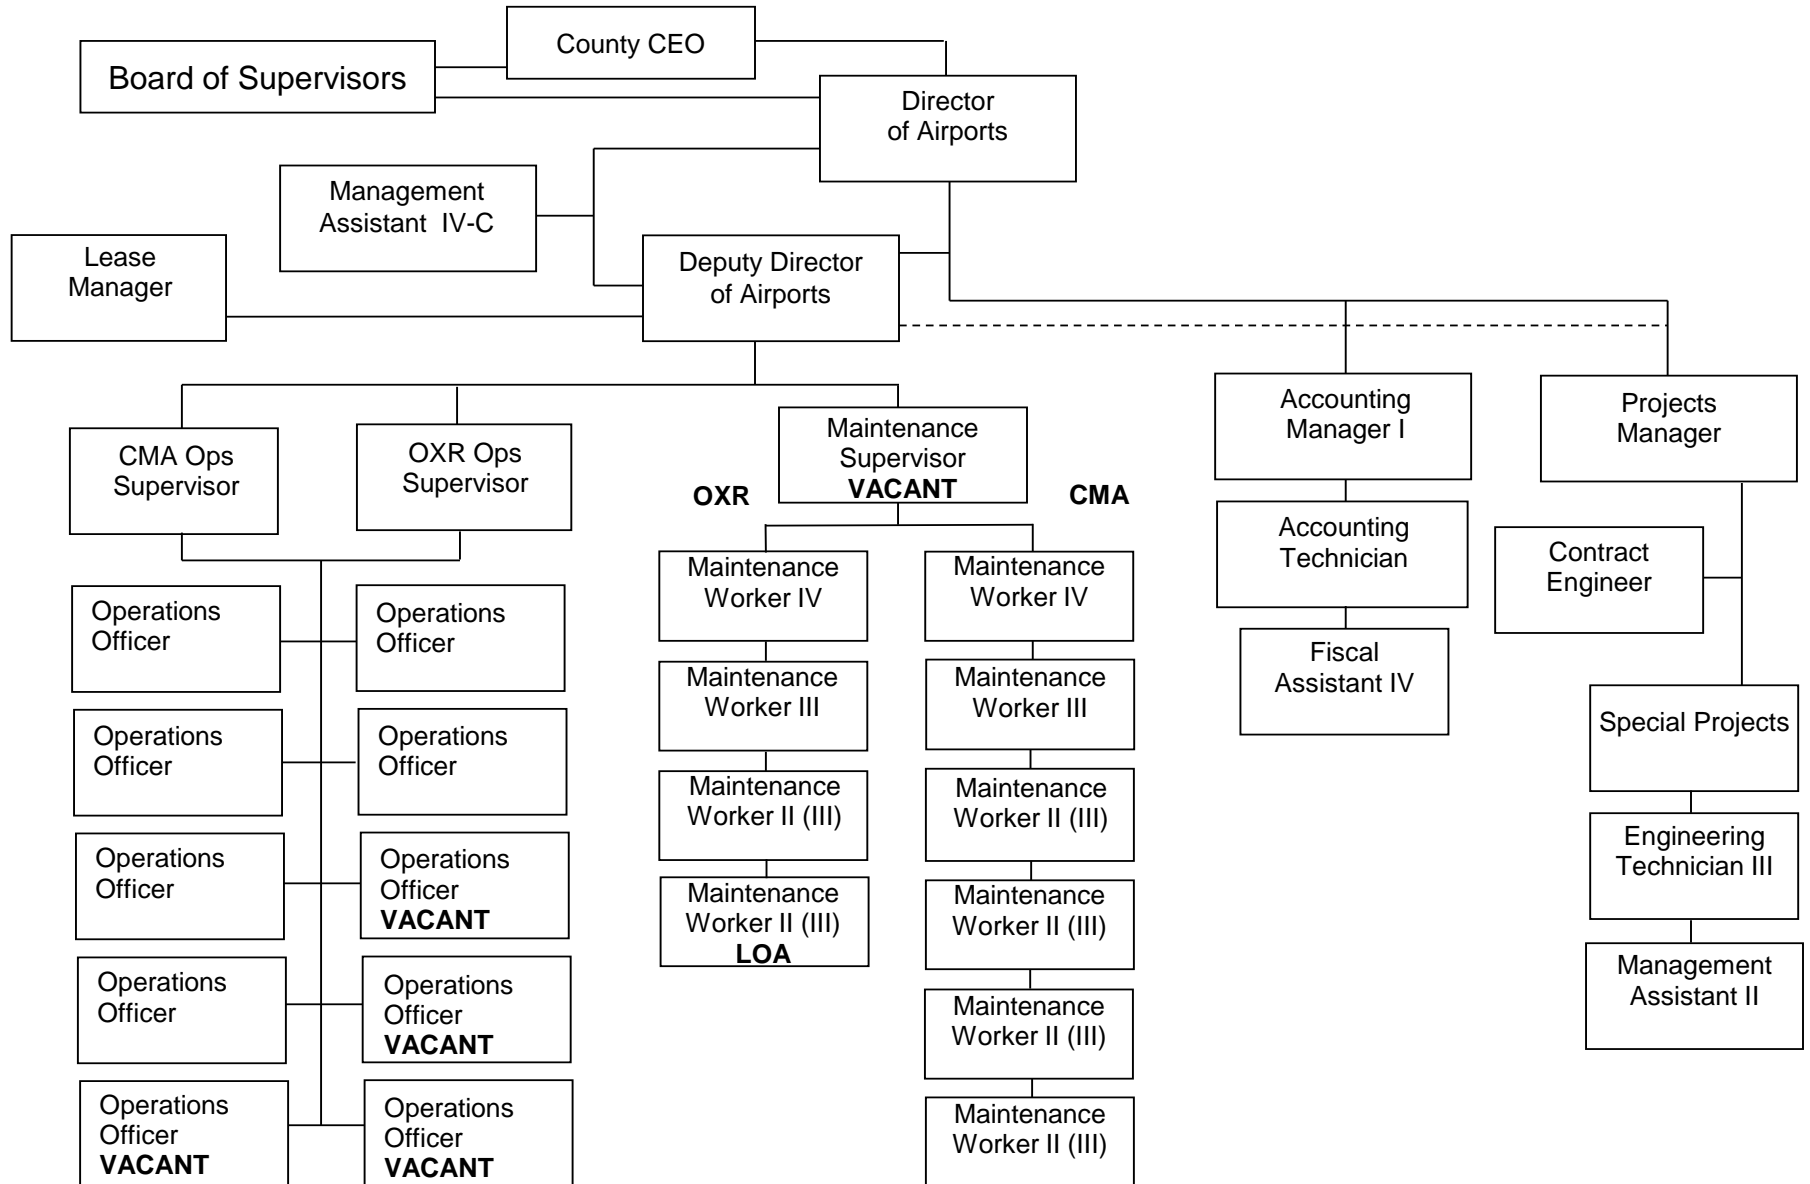 County CEO
Board of Supervisors
Director
of Airports
Management
Assistant IV-C
Lease
Manager
Deputy Director
of Airports
CMA Ops
Supervisor
OXR Ops
Supervisor
Maintenance
Supervisor
VACANT
OXR
CMA
Accounting
Manager I
Projects
Manager
Operations
Officer
Operations
Officer
Operations
Officer
Operations
Officer
Operations
Officer
Operations
Officer
VACANT
Operations
Officer
Operations
Officer
VACANT
Operations
Officer
VACANT
Operations
Officer
VACANT
Maintenance
Worker IV
Maintenance
Worker III
Maintenance
Worker II (III)
Maintenance
Worker II (III)
LOA
Maintenance
Worker IV
Maintenance
Worker III
Maintenance
Worker II (III)
Maintenance
Worker II (III)
Maintenance
Worker II (III)
Maintenance
Worker II (III)
Accounting
Technician
Fiscal
Assistant IV
Contract
Engineer
Special Projects
Engineering
Technician III
Management
Assistant II